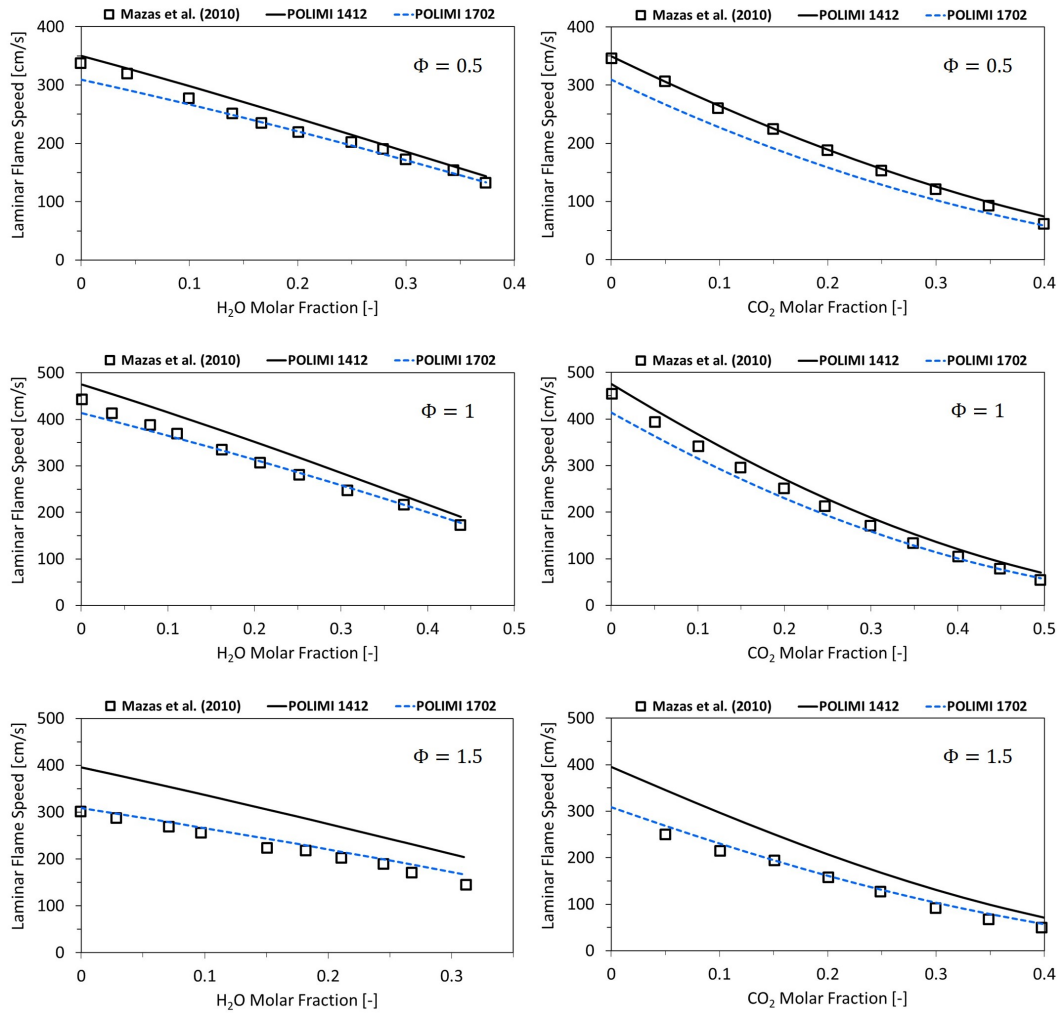 Mazas et al. (2010) POLIMI 1412 POLIMI 1702
Laminar Flame Speed [cm/s]
400
300
200
100
0
Φ = 0.5
0 0.1 0.2 0.3 0.4
H₂O Molar Fraction [-]
Mazas et al. (2010) POLIMI 1412 POLIMI 1702
Laminar Flame Speed [cm/s]
400
300
200
100
0
Φ = 0.5
0 0.1 0.2 0.3 0.4
CO₂ Molar Fraction [-]
Mazas et al. (2010) POLIMI 1412 POLIMI 1702
Laminar Flame Speed [cm/s]
500
400
300
200
100
0
Φ = 1
0 0.1 0.2 0.3 0.4 0.5
H₂O Molar Fraction [-]
Mazas et al. (2010) POLIMI 1412 POLIMI 1702
Laminar Flame Speed [cm/s]
500
400
300
200
100
0
Φ = 1
0 0.1 0.2 0.3 0.4 0.5
CO₂ Molar Fraction [-]
Mazas et al. (2010) POLIMI 1412 POLIMI 1702
Laminar Flame Speed [cm/s]
500
400
300
200
100
0
Φ = 1.5
0 0.1 0.2 0.3
H₂O Molar Fraction [-]
Mazas et al. (2010) POLIMI 1412 POLIMI 1702
Laminar Flame Speed [cm/s]
500
400
300
200
100
0
Φ = 1.5
0 0.1 0.2 0.3 0.4
CO₂ Molar Fraction [-]